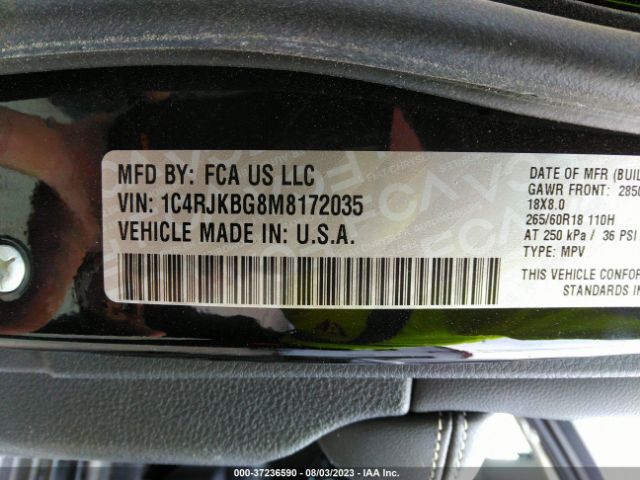 MFD BY: FCA US LLC
VIN: 1C4RJKBG8M8172035
VEHICLE MADE IN: U.S.A.
DATE OF MFR (BUIL
GAWR FRONT: 2850
18X8.0
265/60R18 110H
AT 250 kPa / 36 PSI
TYPE: MPV
THIS VEHICLE CONFO
STANDARDS IN
000-37236590 - 08/03/2023 - IAA Inc.